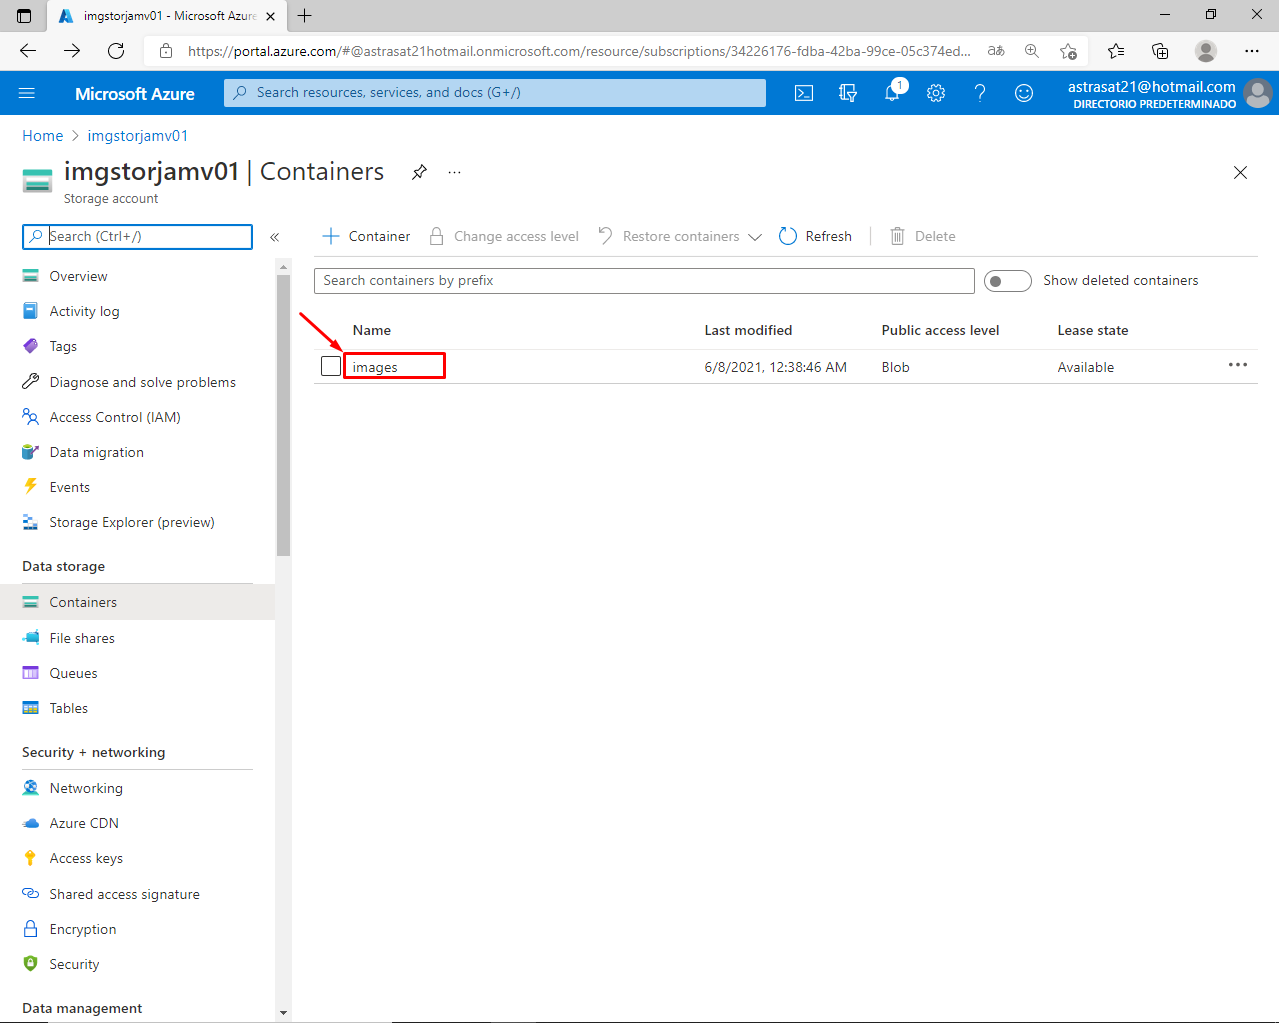 imgstorjamv01 - Microsoft Azure
https://portal.azure.com/#@astrasat21hotmail.onmicrosoft.com/resource/subscriptions/34226176-fdba-42ba-99ce-05c374ed...
aあ
Microsoft Azure
Search resources, services, and docs (G+/)
1
astrasat21@hotmail.com
DIRECTORIO PREDETERMINADO
Home > imgstorjamv01
imgstorjamv01 | Containers
Storage account
Search (Ctrl+/)
Overview
Activity log
Tags
Diagnose and solve problems
Access Control (IAM)
Data migration
Events
Storage Explorer (preview)
Data storage
Containers
File shares
Queues
Tables
Security + networking
Networking
Azure CDN
Access keys
Shared access signature
Encryption
Security
Data management
Container
Change access level
Restore containers
Refresh
Delete
Search containers by prefix
Show deleted containers
Name Last modified Public access level Lease state
images 6/8/2021, 12:38:46 AM Blob Available